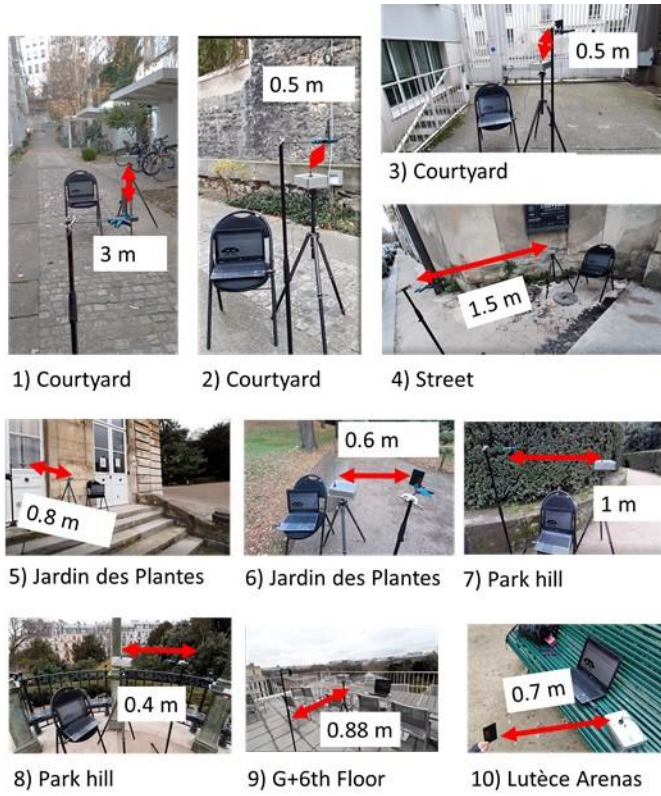 3 m
1) Courtyard
0.5 m
2) Courtyard
0.5 m
3) Courtyard
1.5 m
4) Street
0.8 m
5) Jardin des Plantes
0.6 m
6) Jardin des Plantes
1 m
7) Park hill
0.4 m
8) Park hill
0.88 m
9) G+6th Floor
0.7 m
10) Lutèce Arenas